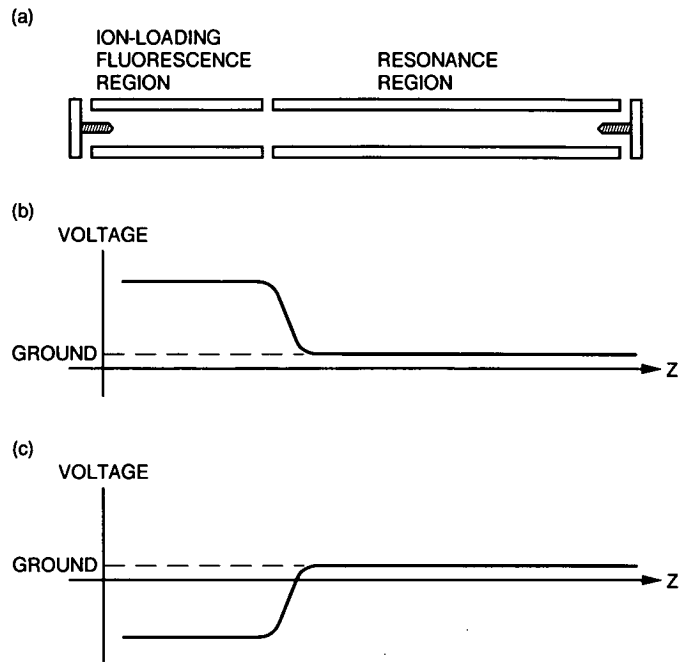 (a)
ION-LOADING
FLUORESCENCE
REGION
RESONANCE
REGION
(b)
VOLTAGE
GROUND
Z
(c)
VOLTAGE
GROUND
Z